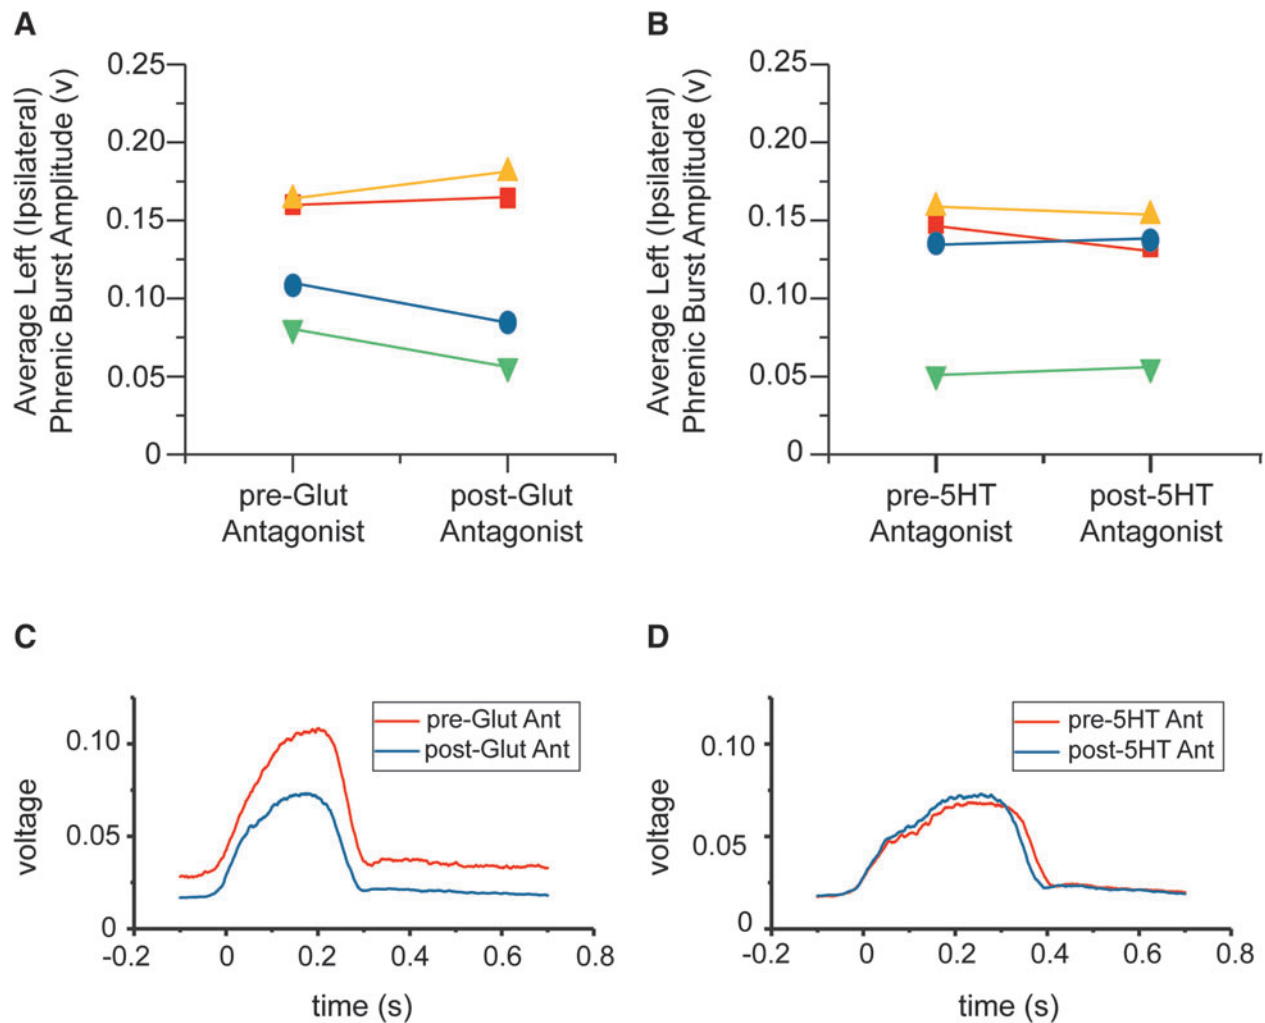 A
Average Left (Ipsilateral)
Phrenic Burst Amplitude (v)
0.25
0.20
0.15
0.10
0.05
0
pre-Glut
Antagonist
post-Glut
Antagonist
B
Average Left (Ipsilateral)
Phrenic Burst Amplitude (v)
0.25
0.20
0.15
0.10
0.05
0
pre-5HT
Antagonist
post-5HT
Antagonist
C
voltage
0.10
0.05
0
-0.2 0 0.2 0.4 0.6 0.8
time (s)
pre-Glut Ant
post-Glut Ant
D
voltage
0.10
0.05
0
-0.2 0 0.2 0.4 0.6 0.8
time (s)
pre-5HT Ant
post-5HT Ant